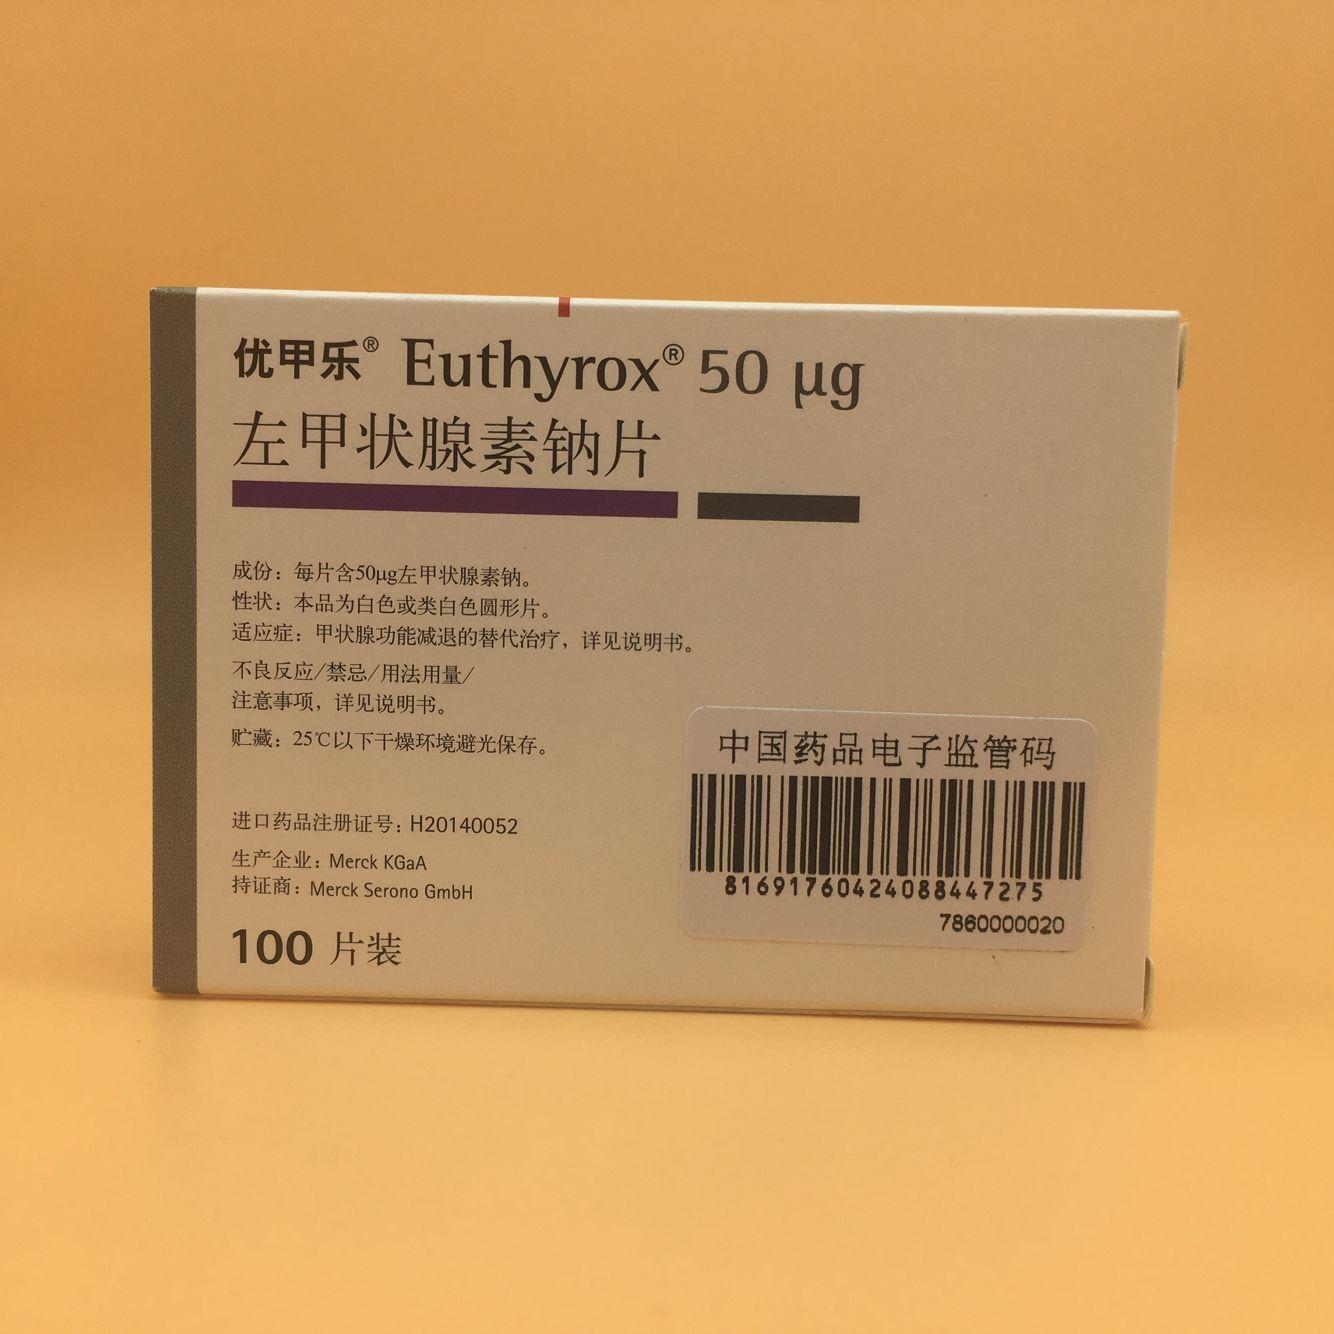 优甲乐® Euthyrox® 50 μg
左甲状腺素钠片
成份：每片含50μg左甲状腺素钠。
性状：本品为白色或类白色圆形片。
适应症：甲状腺功能减退的替代治疗，详见说明书。
不良反应/禁忌/用法用量/
注意事项，详见说明书。
贮藏：25℃以下干燥环境避光保存。
进口药品注册证号：H20140052
生产企业：Merck KGaA
持证商：Merck Serono GmbH
100 片装
中国药品电子监管码
81691760424088447275
7860000020